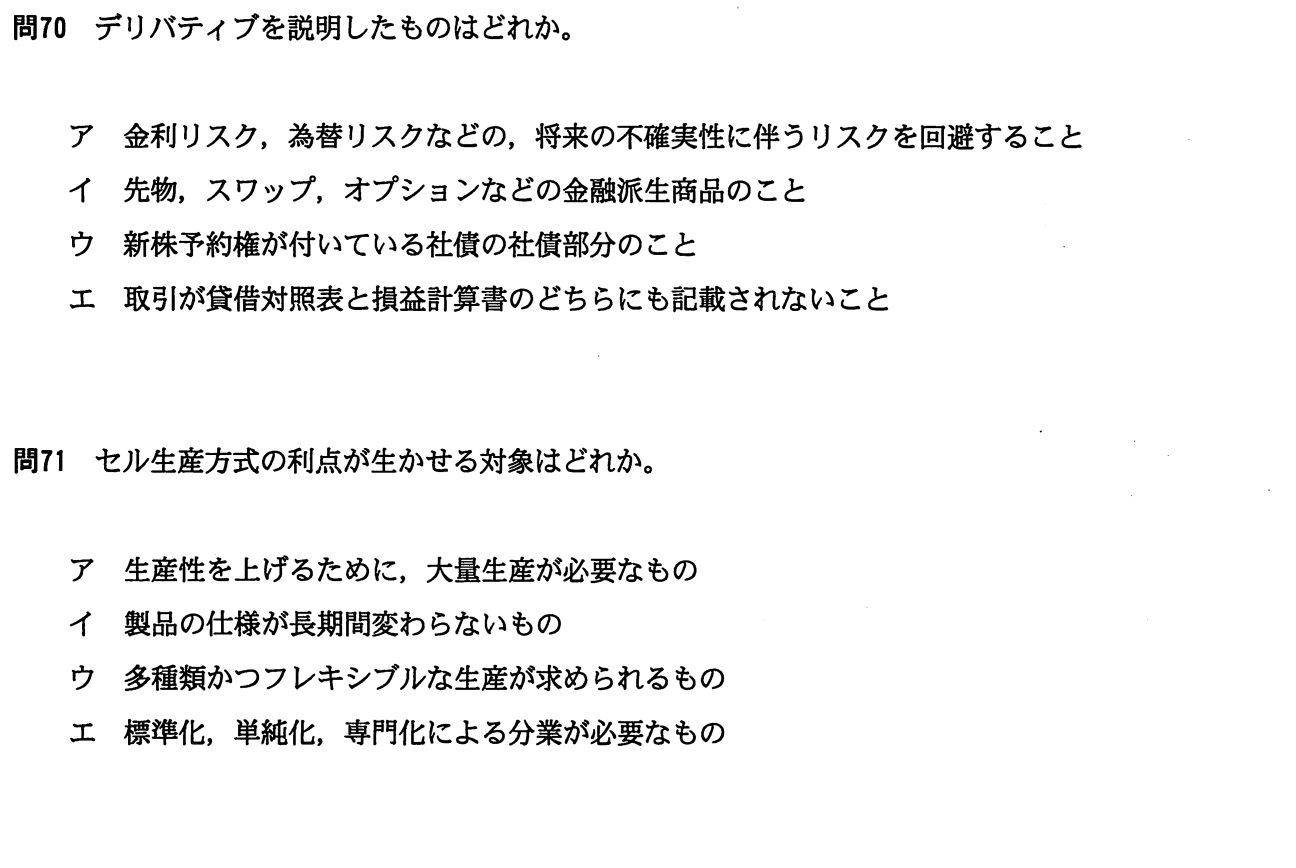 問70 デリバティブを説明したものはどれか。
ア 金利リスク，為替リスクなどの，将来の不確実性に伴うリスクを回避すること
イ 先物，スワップ，オプションなどの金融派生商品のこと
ウ 新株予約権が付いている社債の社債部分のこと
エ 取引が貸借対照表と損益計算書のどちらにも記載されないこと
問71 セル生産方式の利点が生かせる対象はどれか。
ア 生産性を上げるために，大量生産が必要なもの
イ 製品の仕様が長期間変わらないもの
ウ 多種類かつフレキシブルな生産が求められるもの
エ 標準化，単純化，専門化による分業が必要なもの